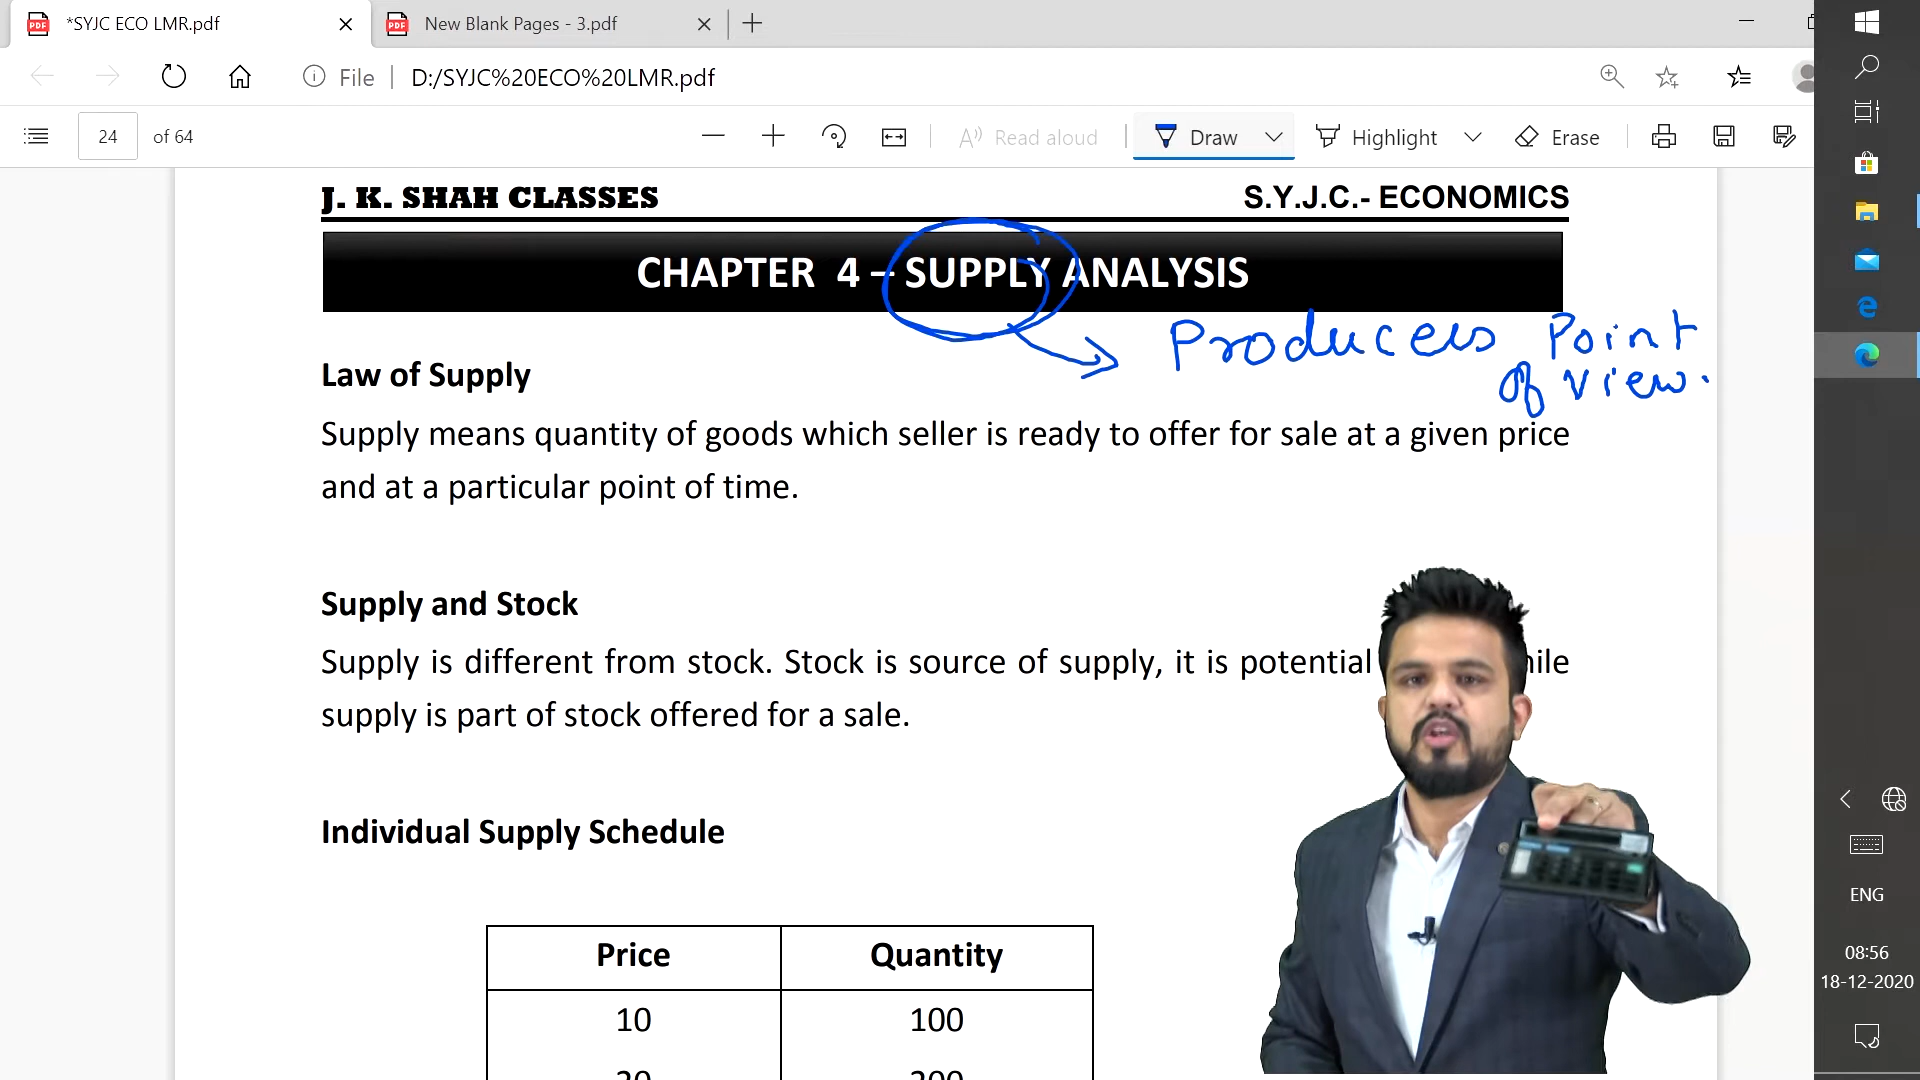 *SYJC ECO LMR.pdf
New Blank Pages - 3.pdf
File
D:/SYJC%20ECO%20LMR.pdf
24 of 64
Read aloud
Draw
Highlight
Erase
J. K. SHAH CLASSES
S.Y.J.C.- ECONOMICS
CHAPTER 4 – SUPPLY ANALYSIS
Producers Point
of view.
Law of Supply
Supply means quantity of goods which seller is ready to offer for sale at a given price
and at a particular point of time.
Supply and Stock
Supply is different from stock. Stock is source of supply, it is potential
supply is part of stock offered for a sale.
Individual Supply Schedule
Price Quantity
10 100
ENG
08:56
18-12-2020